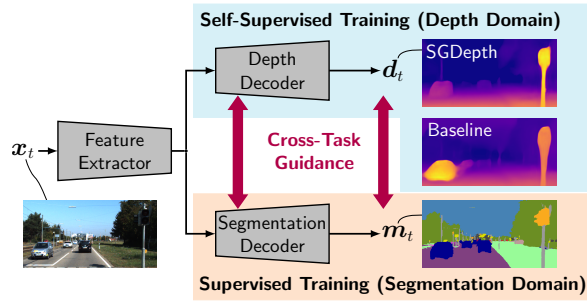 Self-Supervised Training (Depth Domain)
SGDepth
Depth
Decoder
d_t
Baseline
x_t
Feature
Extractor
Cross-Task
Guidance
Segmentation
Decoder
m_t
Supervised Training (Segmentation Domain)